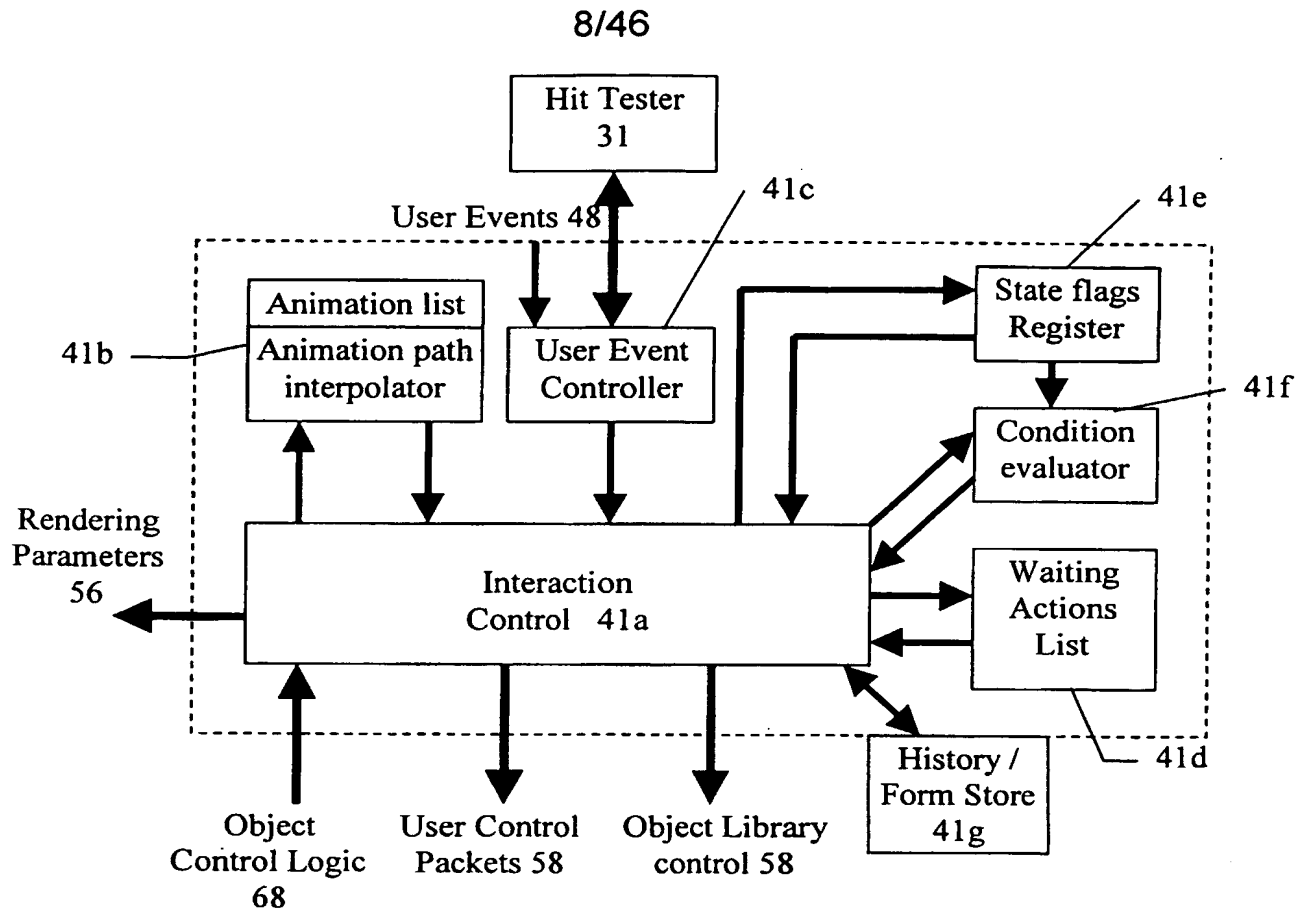 8/46
Hit Tester
31
41c
41e
User Events 48
Animation list
State flags
Register
41b
Animation path
interpolator
User Event
Controller
41f
Condition
evaluator
Rendering
Parameters
56
Interaction
Control 41a
Waiting
Actions
List
41d
History /
Form Store
41g
Object
Control Logic
68
User Control
Packets 58
Object Library
control 58